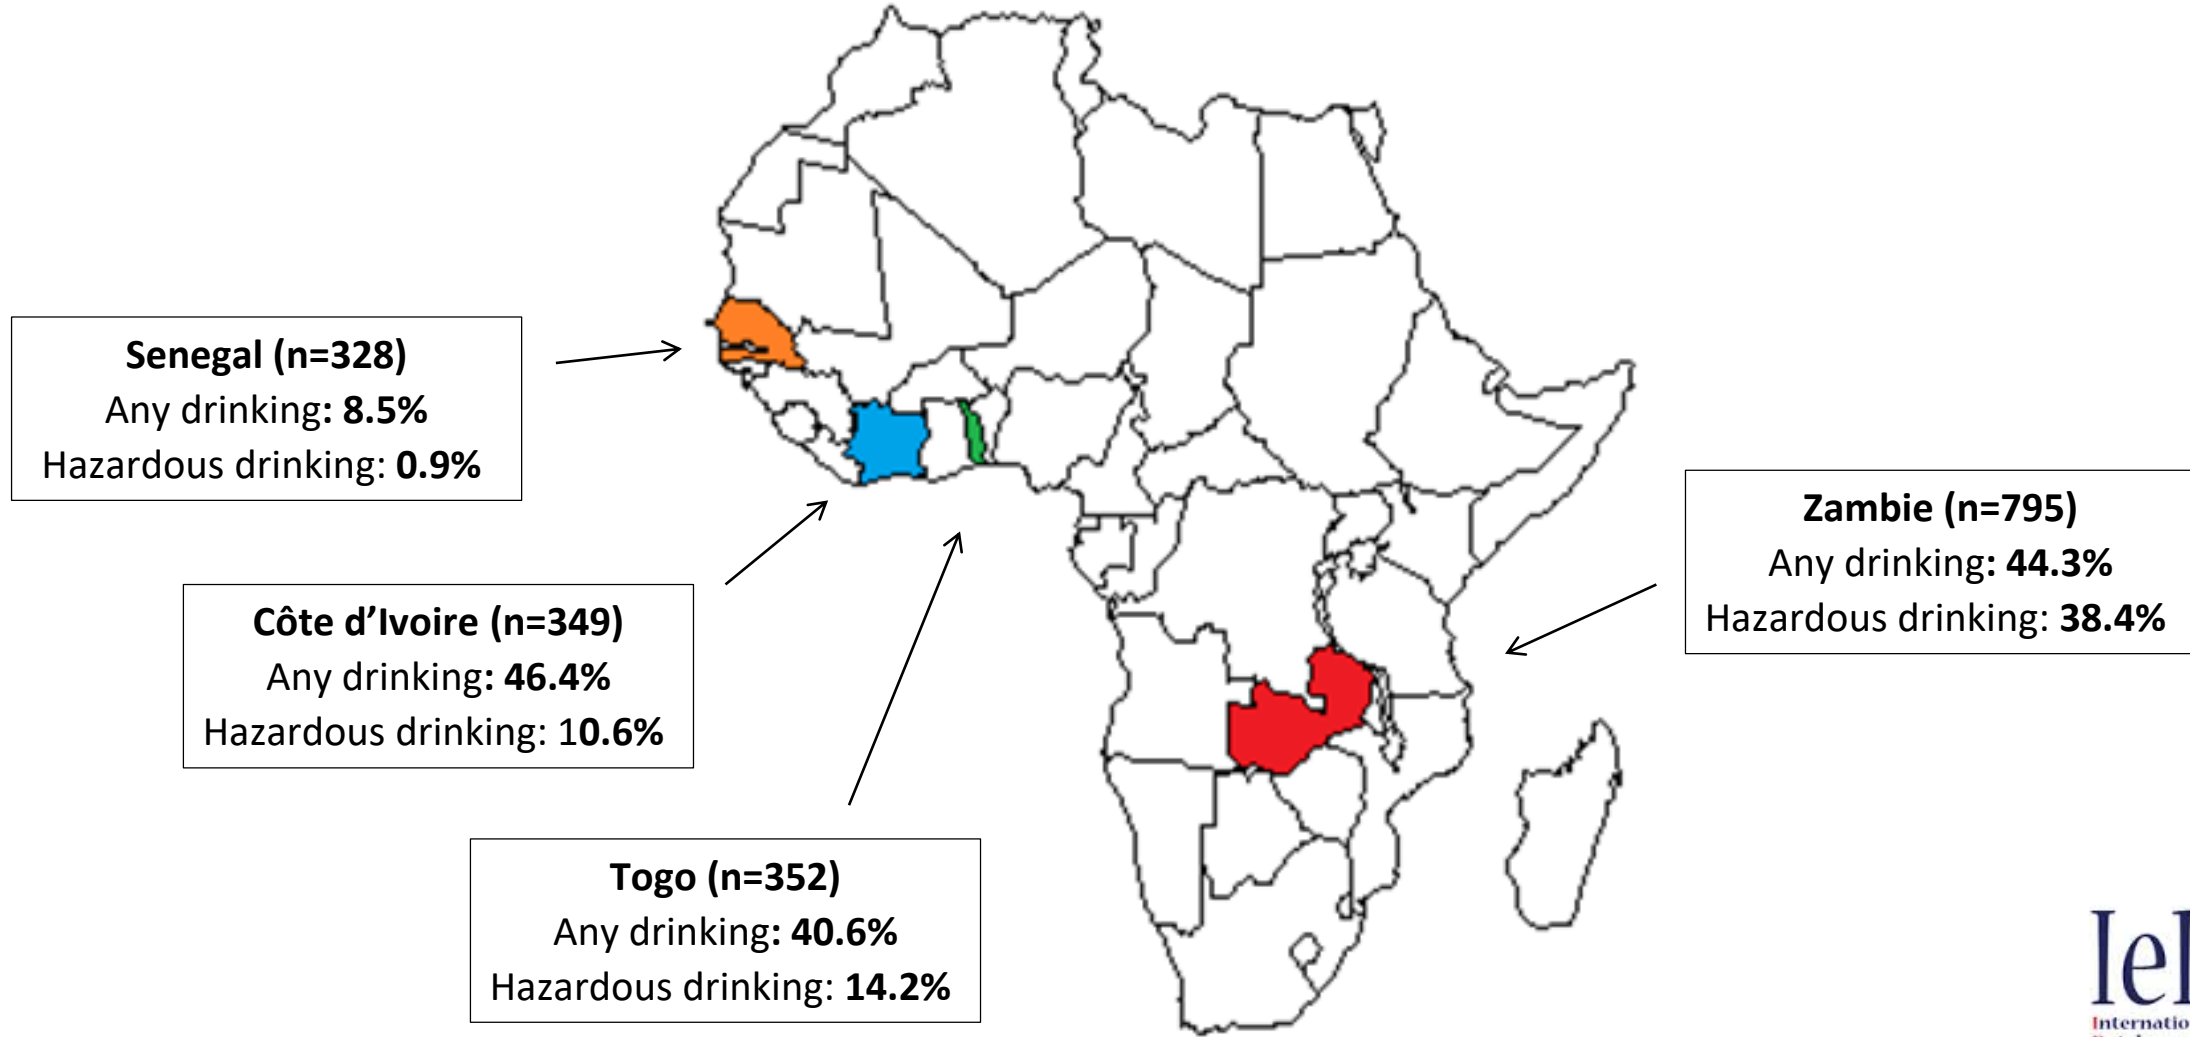 Senegal (n=328)
Any drinking: 8.5%
Hazardous drinking: 0.9%
Côte d’Ivoire (n=349)
Any drinking: 46.4%
Hazardous drinking: 10.6%
Togo (n=352)
Any drinking: 40.6%
Hazardous drinking: 14.2%
Zambie (n=795)
Any drinking: 44.3%
Hazardous drinking: 38.4%